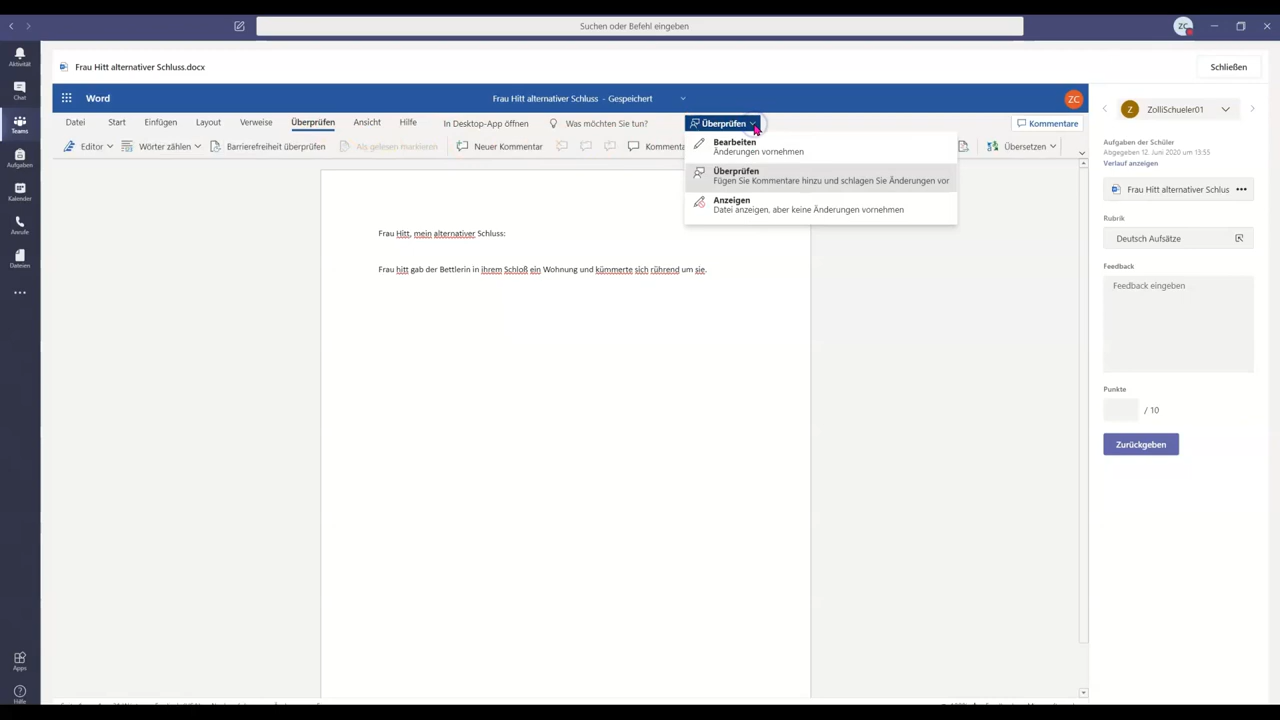 Suchen oder Befehl eingeben
ZC
Aktivität
Chat
Teams
Aufgaben
Kalender
Anrufe
Dateien
Apps
Hilfe
Frau Hitt alternativer Schluss.docx
Schließen
Word
Frau Hitt alternativer Schluss - Gespeichert
ZC
Datei
Start
Einfügen
Layout
Verweise
Überprüfen
Ansicht
Hilfe
In Desktop-App öffnen
Was möchten Sie tun?
Überprüfen
Kommentare
Editor
Wörter zählen
Barrierefreiheit überprüfen
Als gelesen markieren
Neuer Kommentar
Kommenta
Übersetzen
Bearbeiten
Änderungen vornehmen
Überprüfen
Fügen Sie Kommentare hinzu und schlagen Sie Änderungen vor
Anzeigen
Datei anzeigen, aber keine Änderungen vornehmen
Frau Hitt, mein alternativer Schluss:
Frau hitt gab der Bettlerin in ihrem Schloß ein Wohnung und kümmerte sich rührend um sie.
Z
ZolliSchueler01
Aufgaben der Schüler
Abgegeben 12. Juni 2020 um 13:55
Verlauf anzeigen
Frau Hitt alternativer Schlus
Rubrik
Deutsch Aufsätze
Feedback
Feedback eingeben
Punkte
/ 10
Zurückgeben